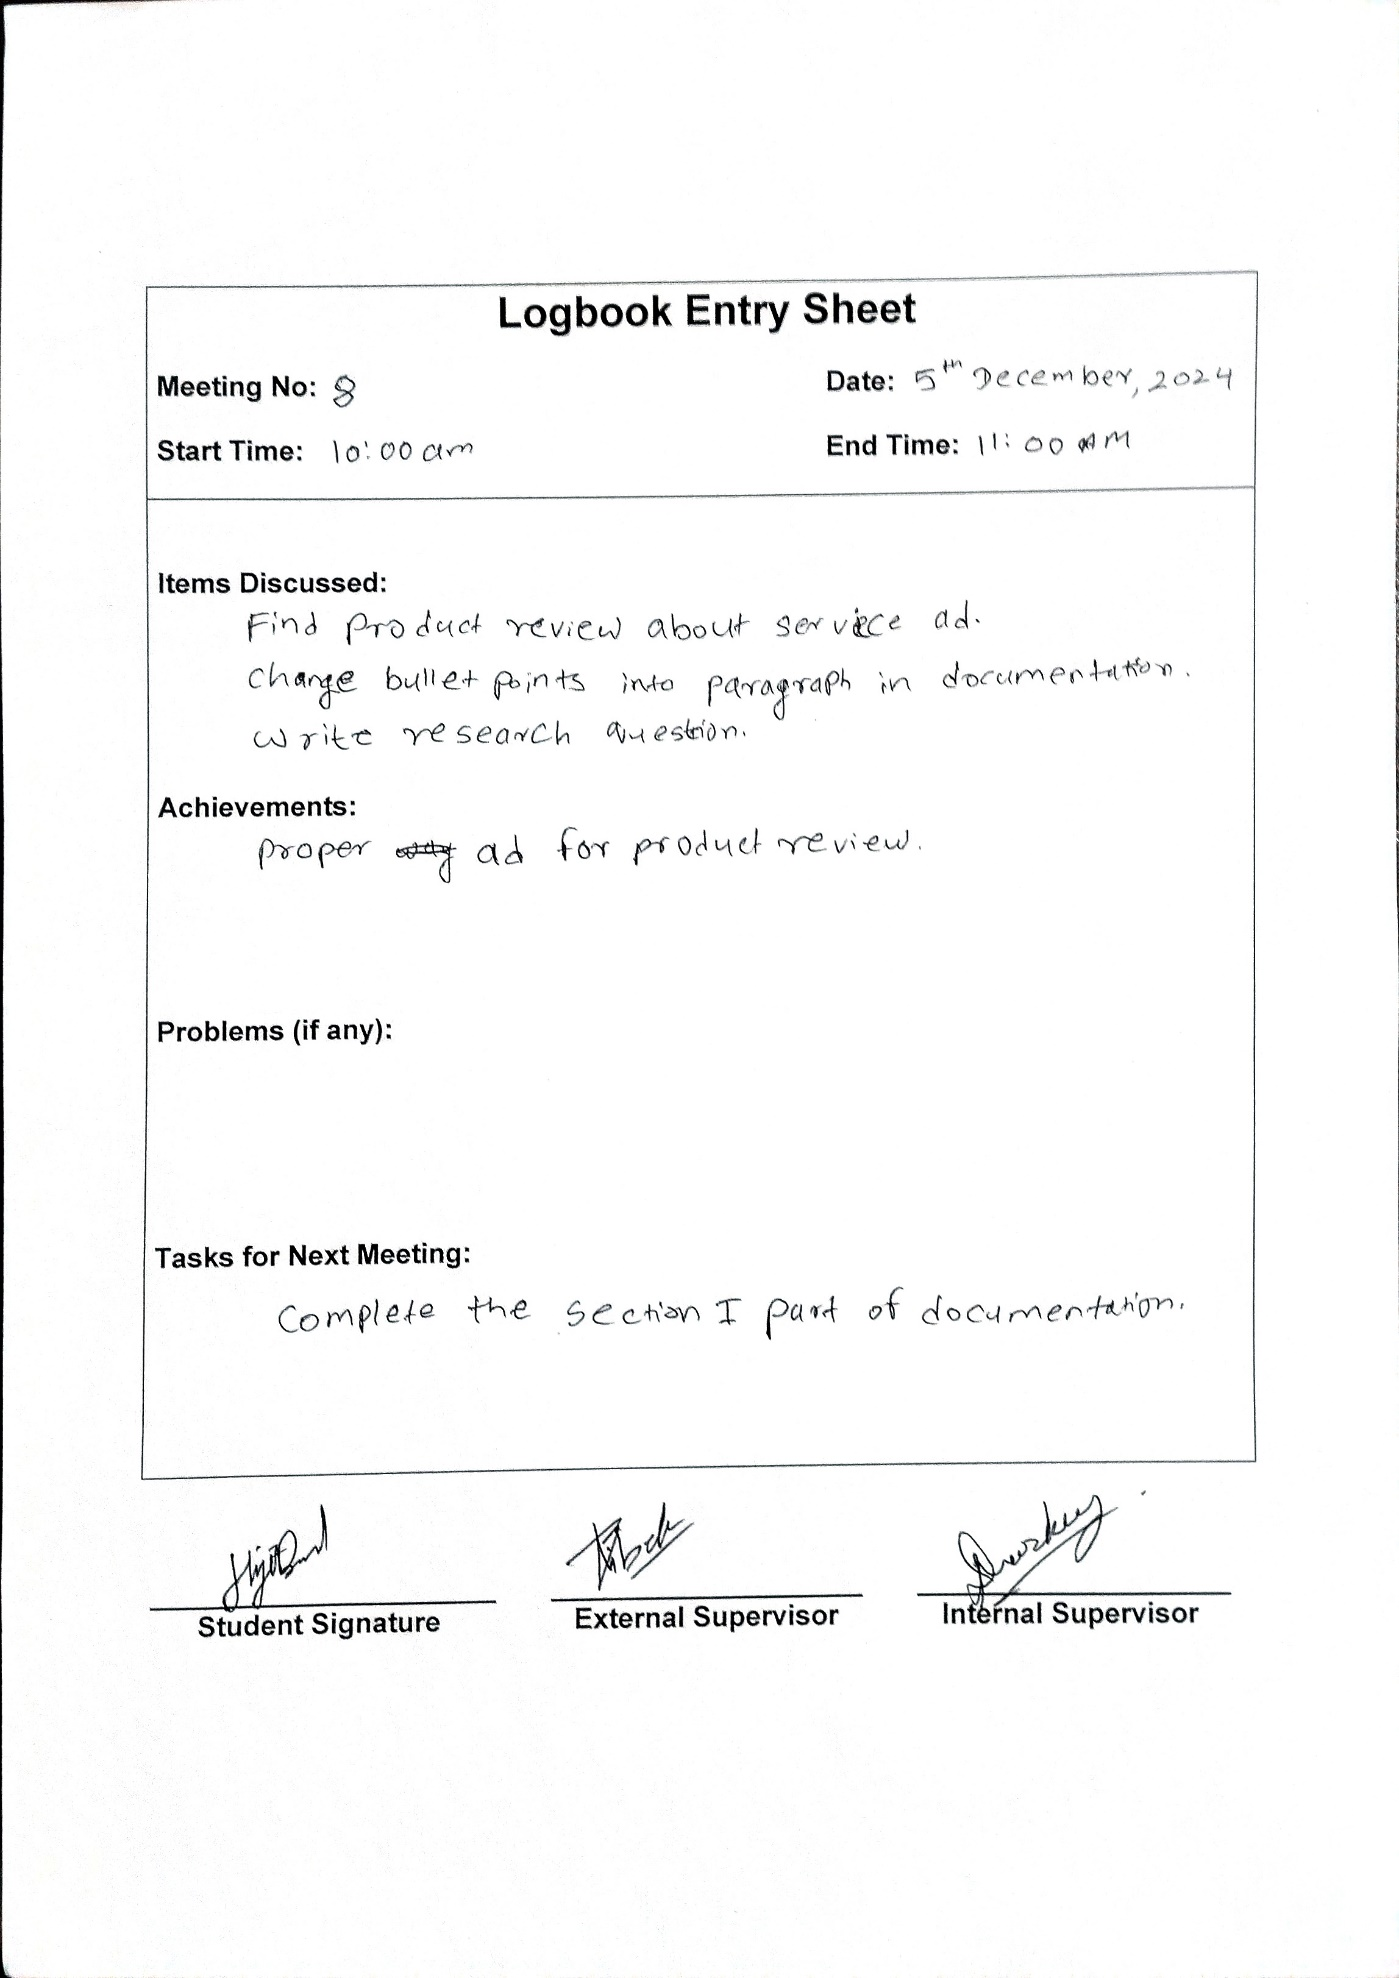 Logbook Entry Sheet
Meeting No: 8
Date: 5th December, 2024
Start Time: 10:00 am
End Time: 11:00 AM
Items Discussed:
Find product review about service ad.
change bullet points into paragraph in documentation.
write research question.
Achievements:
proper ad for product review.
Problems (if any):
Tasks for Next Meeting:
Complete the section I part of documentation.
Student Signature
External Supervisor
Internal Supervisor